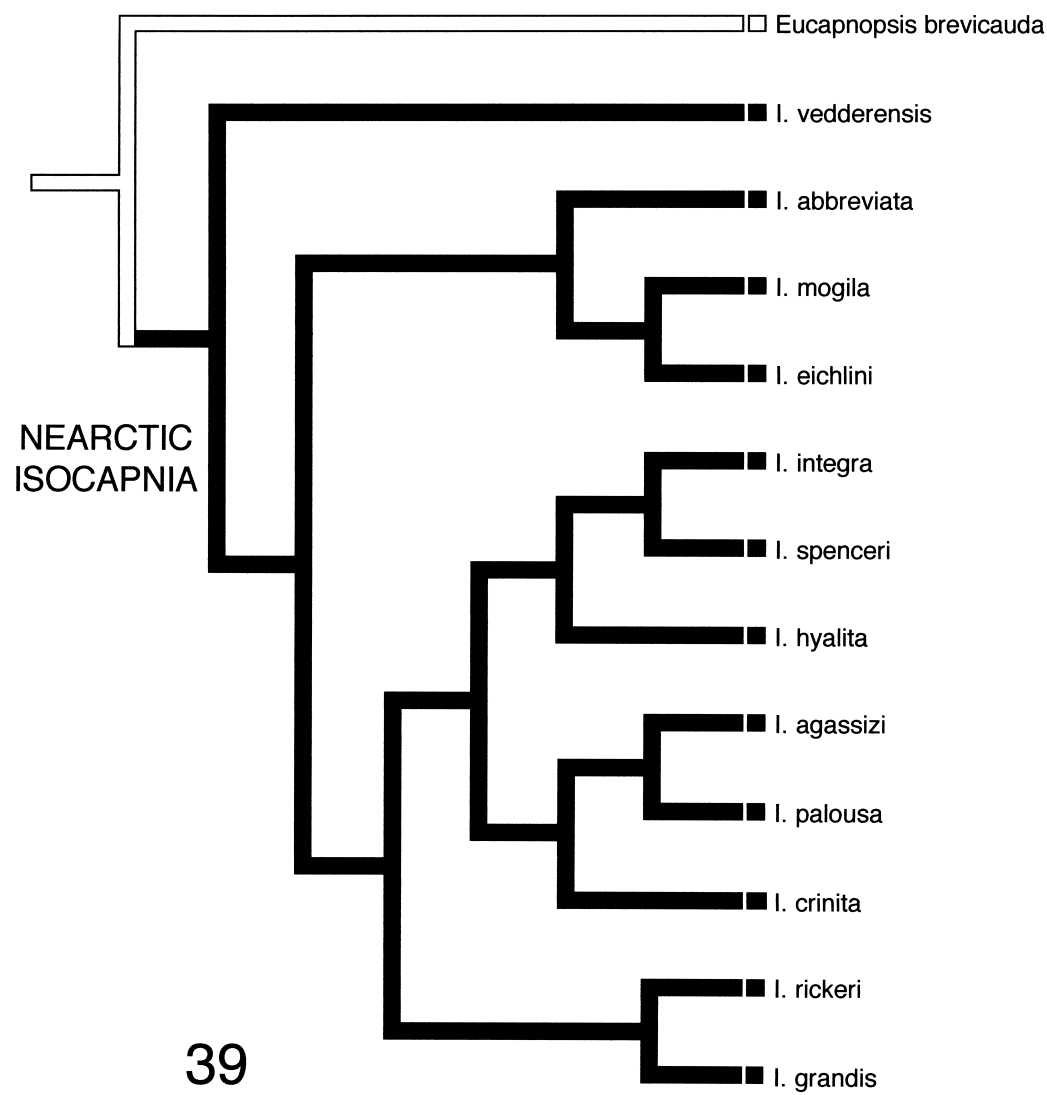 Eucapnopsis brevicauda
I. vedderensis
I. abbreviata
I. mogila
I. eichlini
NEARCTIC
ISOCAPNIA
I. integra
I. spenceri
I. hyalita
I. agassizi
I. palousa
I. crinita
I. rickeri
I. grandis
39